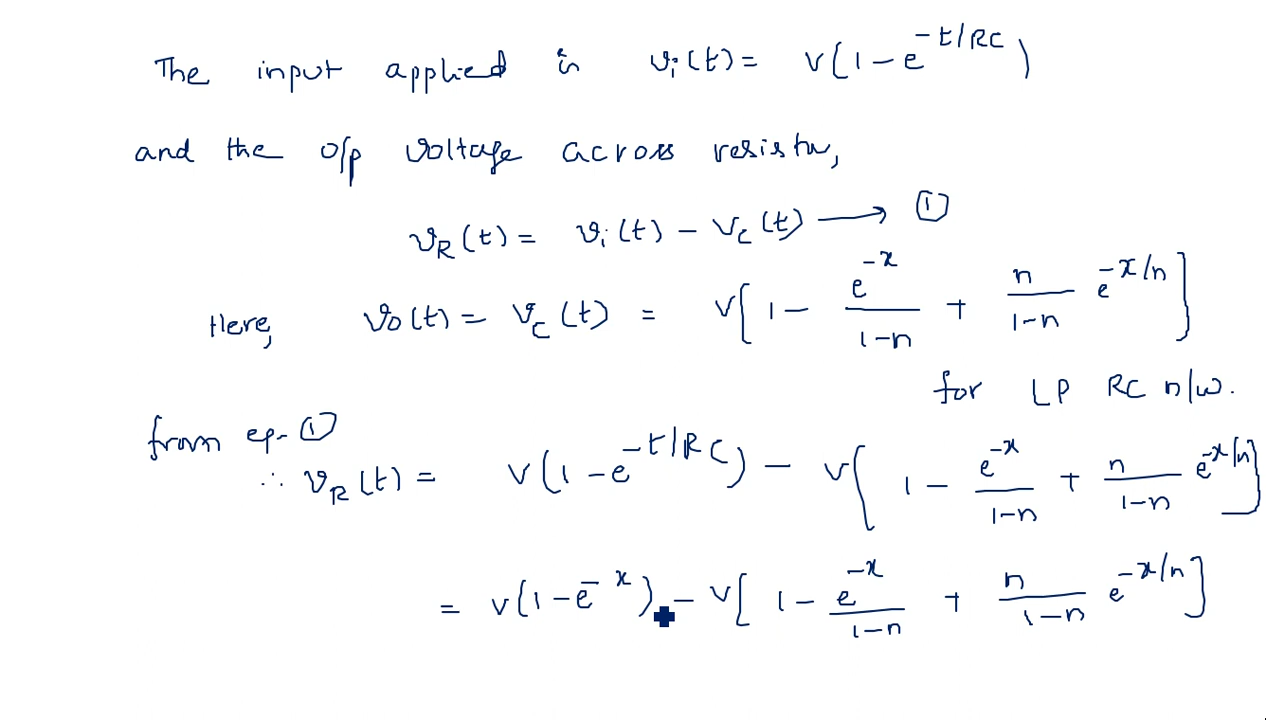 The input applied is vi(t) = V(1 - e^{-t/RC})
and the o/p voltage across resistor,
vR(t) = vi(t) - vc(t) → ①
Here, vo(t) = vc(t) = V[1 - e^{-x}/(1-n) + n/(1-n) e^{-x/n}]
for LP RC n/w.
from eq- ①
∴ vR(t) = V(1 - e^{-t/RC}) - V[1 - e^{-x}/(1-n) + n/(1-n) e^{-x/n}]
= V(1 - e^{-x}) - V[1 - e^{-x}/(1-n) + n/(1-n) e^{-x/n}]